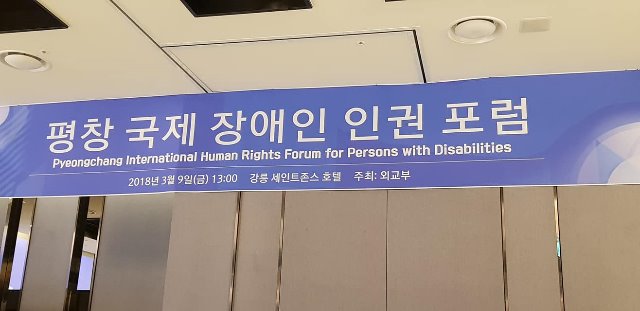 평창 국제 장애인 인권 포럼
Pyeongchang International Human Rights Forum for Persons with Disabilities
2018년 3월 9일(금) 13:00 강릉 세인트존스 호텔 주최: 외교부